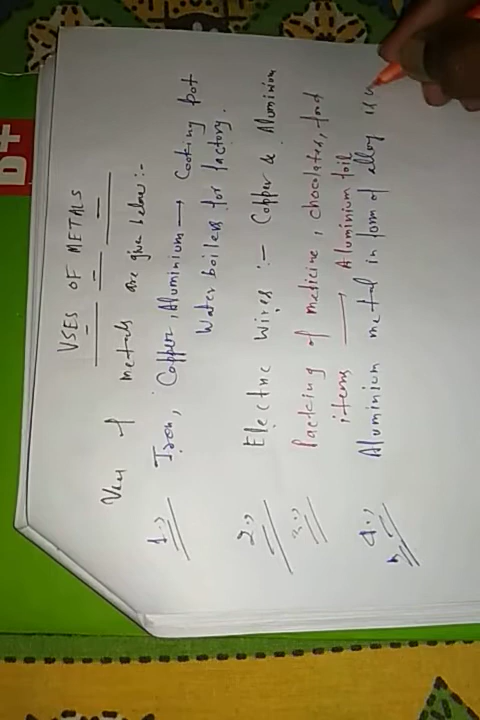 USES OF METALS
Uses of metals are give below:-
1.) Iron, Copper, Aluminium → Cooking pot
Water boilers for factory.
2.) Electric Wires :- Copper & Aluminium
3.) Packing of medicine, chocolates, food
items → Aluminium foil
4.) Aluminium metal in form of alloy is u
D+